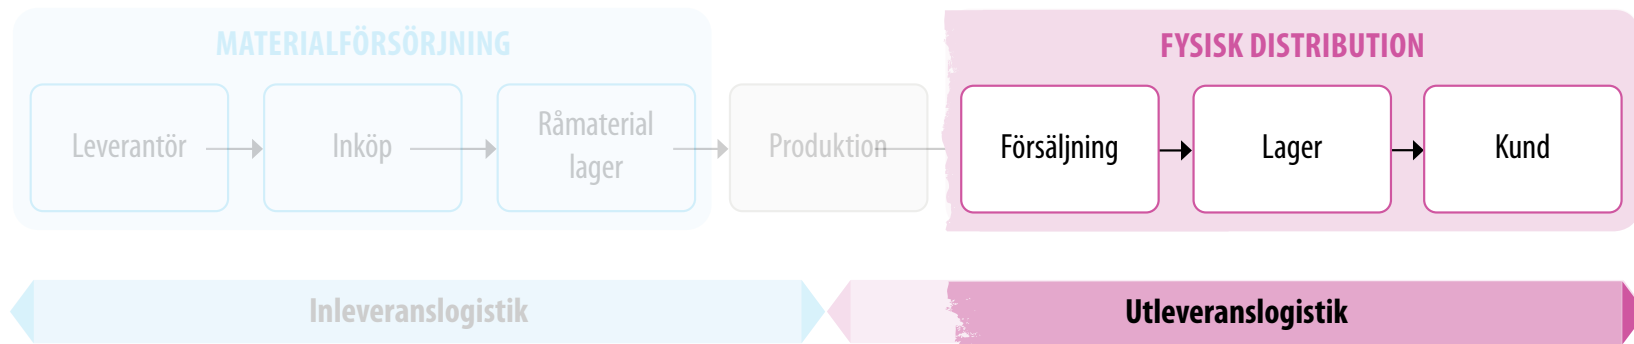 MATERIALFÖRSÖRJNING
FYSISK DISTRIBUTION
Leverantör
Inköp
Råmaterial
lager
Produktion
Försäljning
Lager
Kund
Inleveranslogistik
Utleveranslogistik